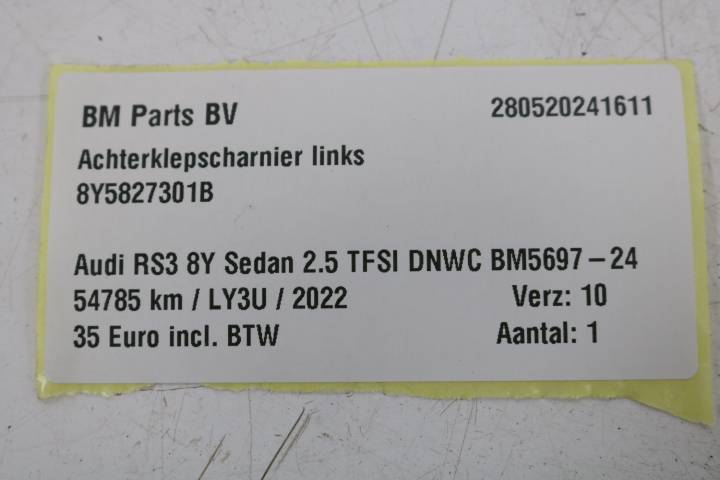 BM Parts BV 280520241611
Achterklepscharnier links
8Y5827301B
Audi RS3 8Y Sedan 2.5 TFSI DNWC BM5697-24
54785 km / LY3U / 2022 Verz: 10
35 Euro incl. BTW Aantal: 1